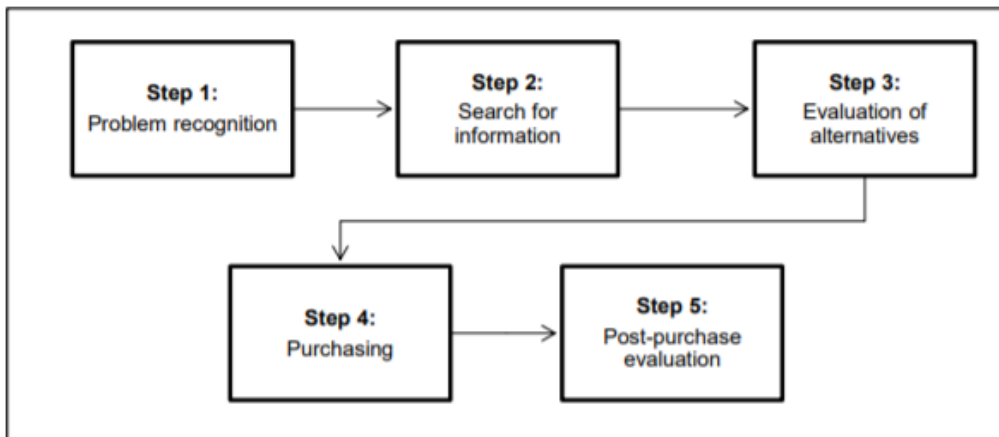 Step 1:
Problem recognition
Step 2:
Search for
information
Step 3:
Evaluation of
alternatives
Step 4:
Purchasing
Step 5:
Post-purchase
evaluation